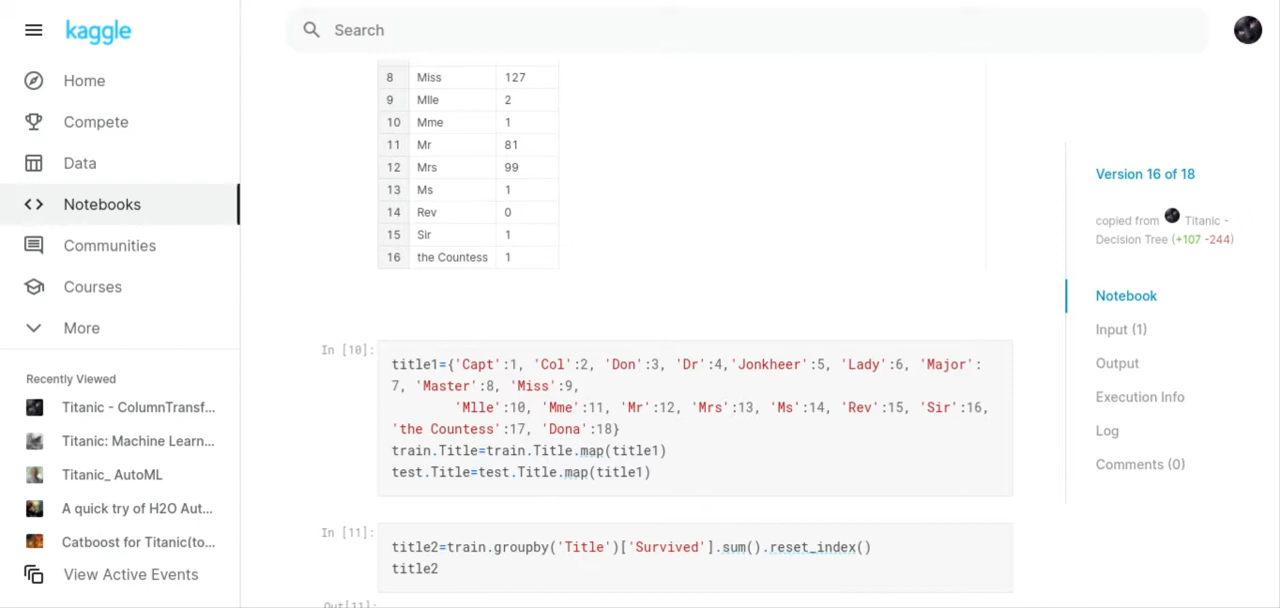 kaggle
Search
Home
Compete
Data
Notebooks
Communities
Courses
More
Recently Viewed
Titanic - ColumnTransf...
Titanic: Machine Learn...
Titanic_ AutoML
A quick try of H2O Aut...
Catboost for Titanic(to...
View Active Events
8 Miss 127
9 Mlle 2
10 Mme 1
11 Mr 81
12 Mrs 99
13 Ms 1
14 Rev 0
15 Sir 1
16 the Countess 1
In [10]:
title1={'Capt':1, 'Col':2, 'Don':3, 'Dr':4,'Jonkheer':5, 'Lady':6, 'Major':
7, 'Master':8, 'Miss':9,
'Mlle':10, 'Mme':11, 'Mr':12, 'Mrs':13, 'Ms':14, 'Rev':15, 'Sir':16,
'the Countess':17, 'Dona':18}
train.Title=train.Title.map(title1)
test.Title=test.Title.map(title1)
In [11]:
title2=train.groupby('Title')['Survived'].sum().reset_index()
title2
Out[11]:
Version 16 of 18
copied from Titanic -
Decision Tree (+107 -244)
Notebook
Input (1)
Output
Execution Info
Log
Comments (0)